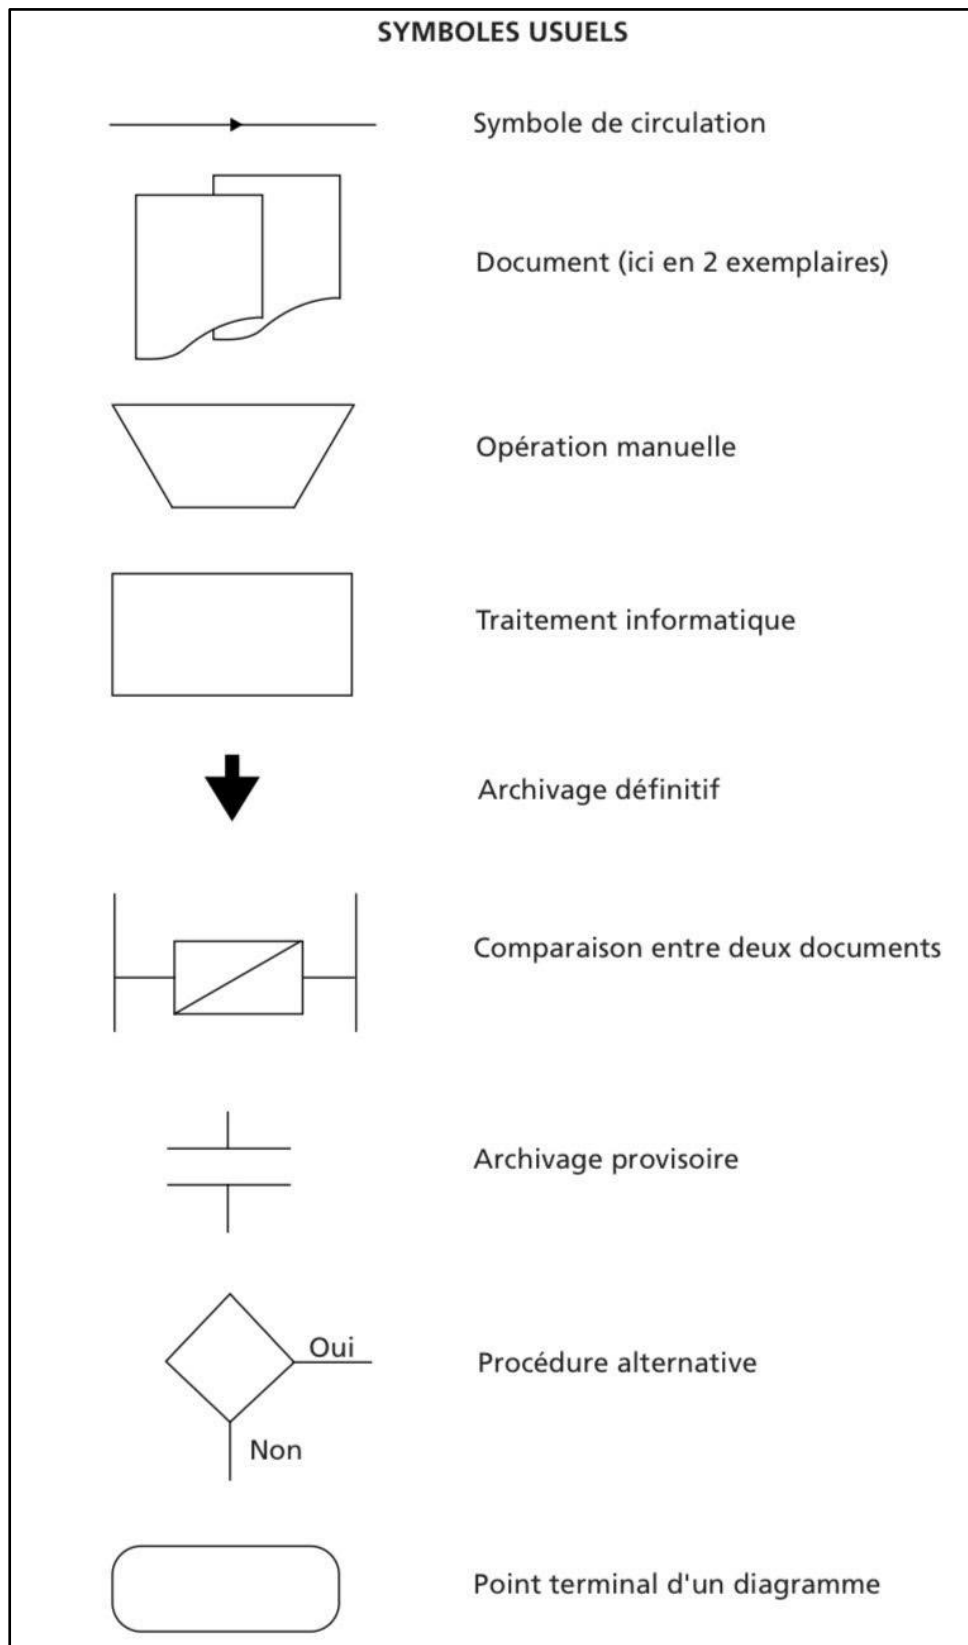 SYMBOLES USUELS
Symbole de circulation
Document (ici en 2 exemplaires)
Opération manuelle
Traitement informatique
Archivage définitif
Comparaison entre deux documents
Archivage provisoire
Oui
Procédure alternative
Non
Point terminal d'un diagramme